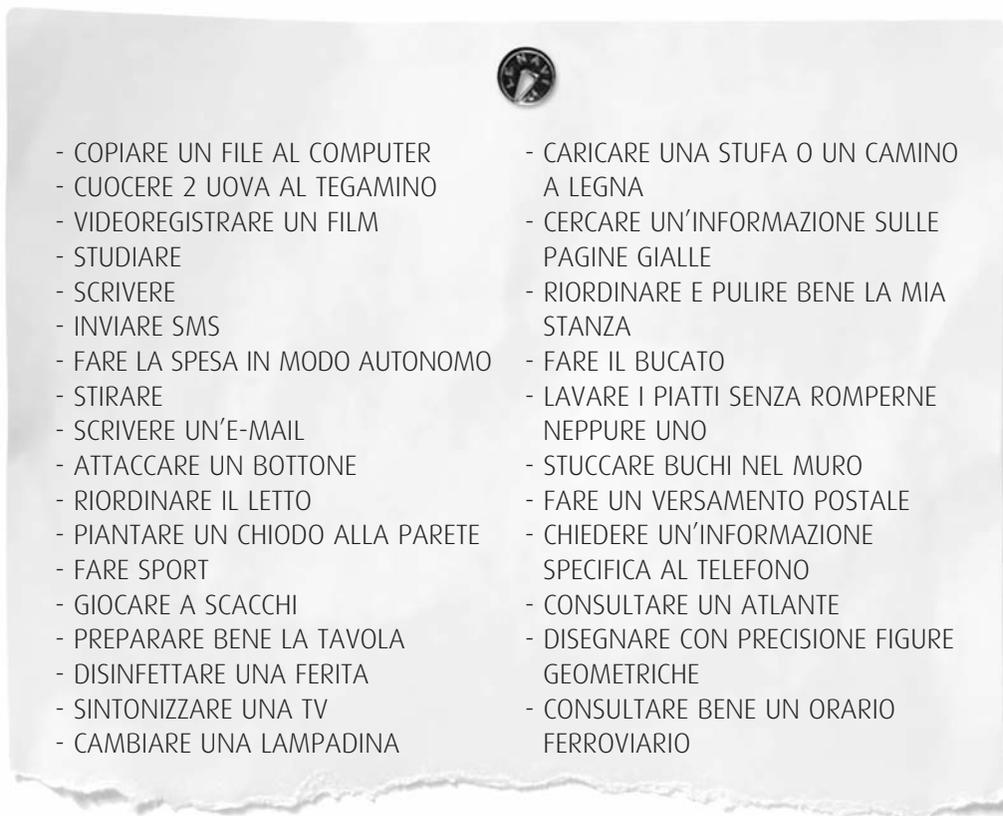 - COPIARE UN FILE AL COMPUTER
- CUOCERE 2 UOVA AL TEGAMINO
- VIDEOREGISTRARE UN FILM
- STUDIARE
- SCRIVERE
- INVIARE SMS
- FARE LA SPESA IN MODO AUTONOMO
- STIRARE
- SCRIVERE UN'E-MAIL
- ATTACCARE UN BOTTONE
- RIORDINARE IL LETTO
- PIANTARE UN CHIODO ALLA PARETE
- FARE SPORT
- GIOCARE A SCACCHI
- PREPARARE BENE LA TAVOLA
- DISINFETTARE UNA FERITA
- SINTONIZZARE UNA TV
- CAMBIARE UNA LAMPADINA
- CARICARE UNA STUFA O UN CAMINO
A LEGNA
- CERCARE UN'INFORMAZIONE SULLE
PAGINE GIALLE
- RIORDINARE E PULIRE BENE LA MIA
STANZA
- FARE IL BUCATO
- LAVARE I PIATTI SENZA ROMPERNE
NEPPURE UNO
- STUCCARE BUCHI NEL MURO
- FARE UN VERSAMENTO POSTALE
- CHIEDERE UN'INFORMAZIONE
SPECIFICA AL TELEFONO
- CONSULTARE UN ATLANTE
- DISEGNARE CON PRECISIONE FIGURE
GEOMETRICHE
- CONSULTARE BENE UN ORARIO
FERROVIARIO